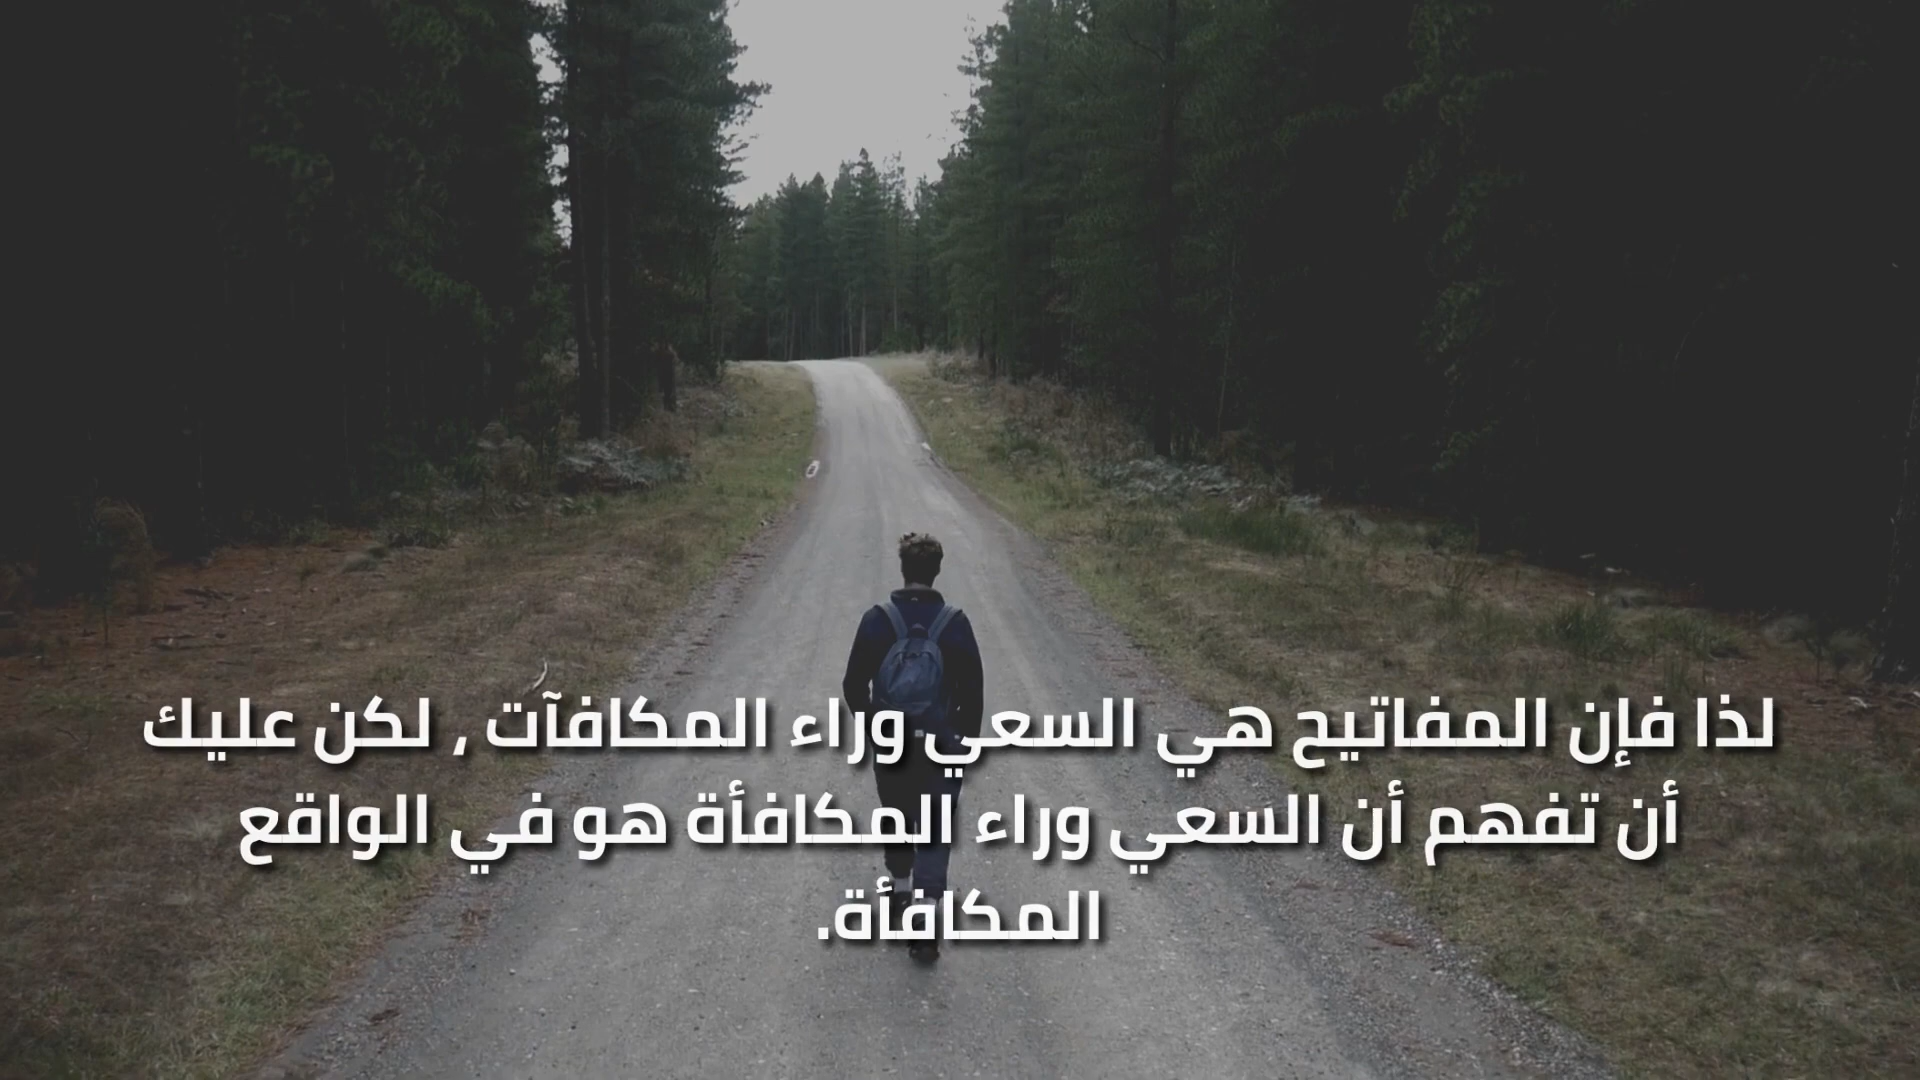 لذا فإن المفاتيح هي السعي وراء المكافآت , لكن عليك
أن تفهم أن السعي وراء المكافأة هو في الواقع
المكافأة.